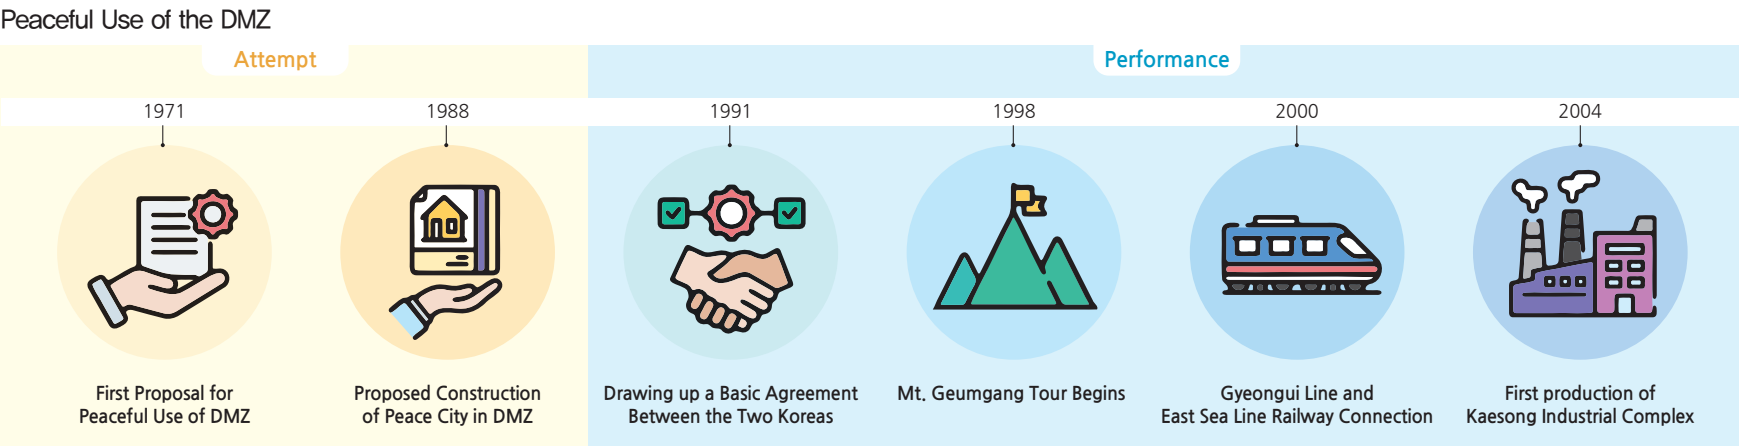 Peaceful Use of the DMZ
Attempt
Performance
1971
1988
1991
1998
2000
2004
First Proposal for
Peaceful Use of DMZ
Proposed Construction
of Peace City in DMZ
Drawing up a Basic Agreement
Between the Two Koreas
Mt. Geumgang Tour Begins
Gyeongui Line and
East Sea Line Railway Connection
First production of
Kaesong Industrial Complex